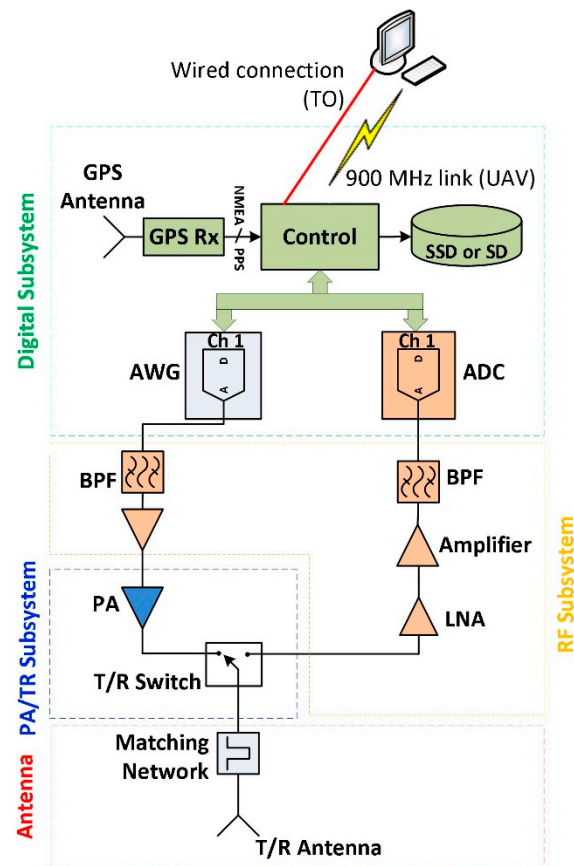 Wired connection
(TO)
900 MHz link (UAV)
GPS
Antenna
GPS Rx
NMEA
PPS
Control
SSD or SD
Digital Subsystem
Ch 1
D
A
AWG
Ch 1
D
A
ADC
BPF
BPF
Amplifier
RF Subsystem
PA
LNA
PA/TR Subsystem
T/R Switch
Matching
Network
Antenna
T/R Antenna